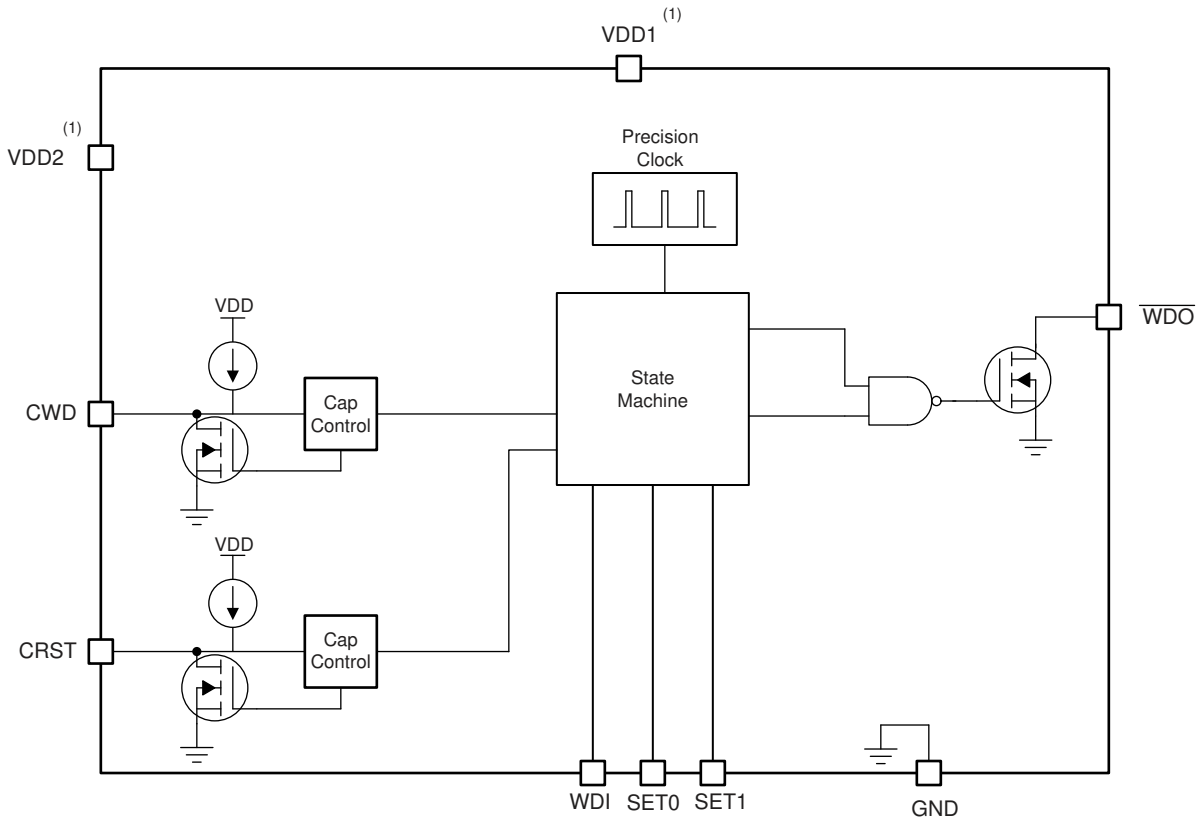 VDD1 (1)
VDD2 (1)
Precision
Clock
VDD
WDO
CWD
Cap
Control
State
Machine
VDD
CRST
Cap
Control
WDI
SET0
SET1
GND